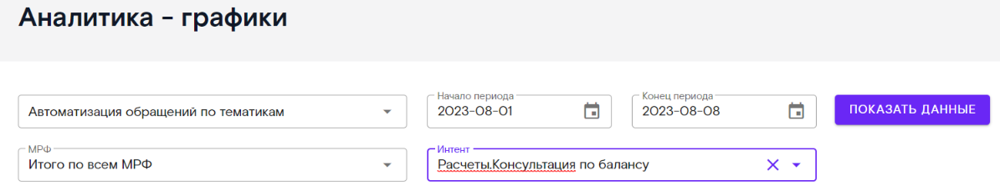 Аналитика - графики
Автоматизация обращений по тематикам
Начало периода
2023-08-01
Конец периода
2023-08-08
ПОКАЗАТЬ ДАННЫЕ
МРФ
Итого по всем МРФ
Интент
Расчеты.Консультация по балансу